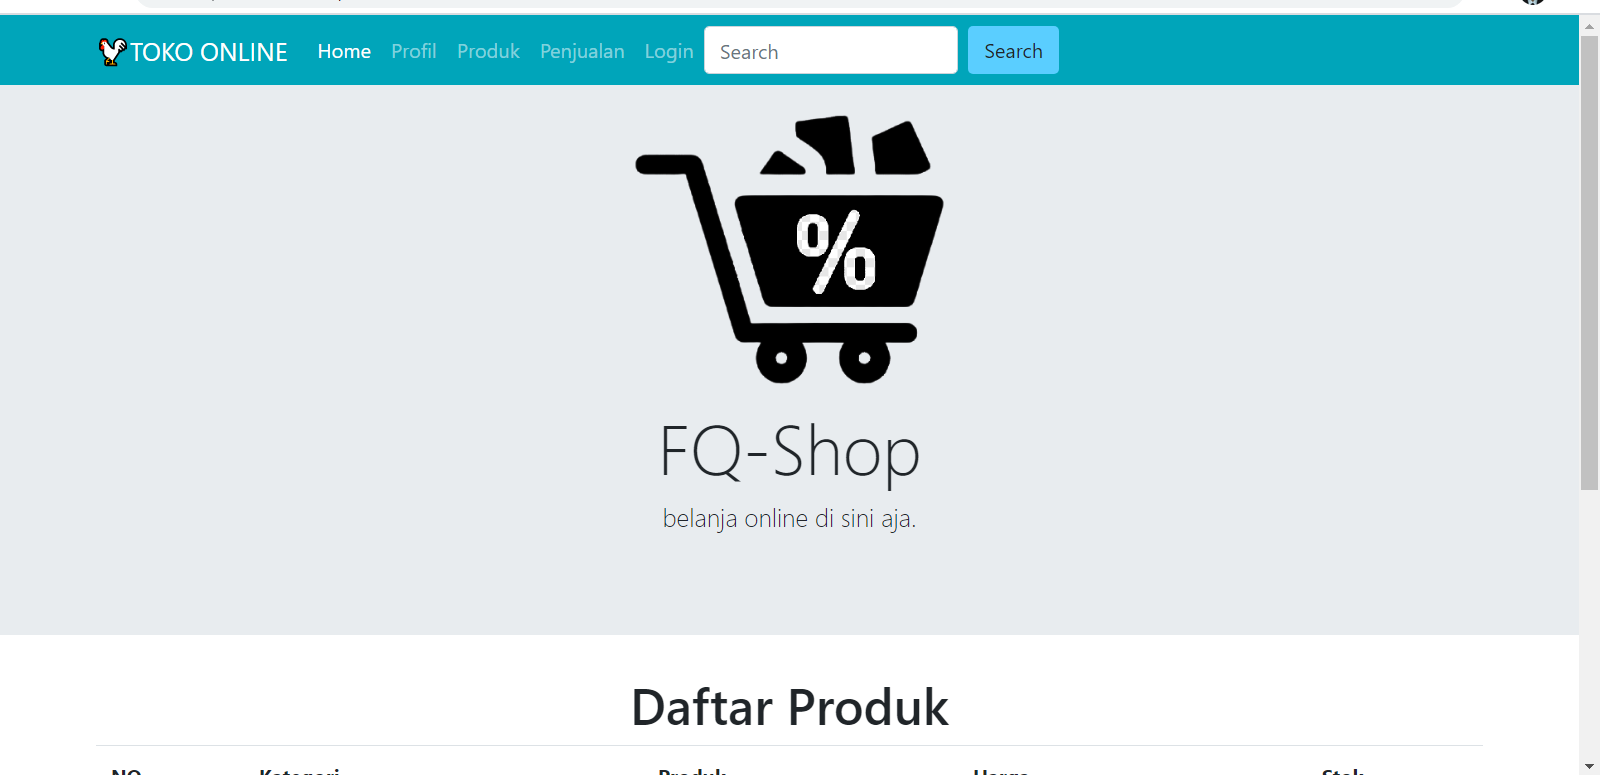 TOKO ONLINE Home Profil Produk Penjualan Login Search Search
%
FQ-Shop
belanja online di sini aja.
Daftar Produk
NO Kategori Produk Harga Stok